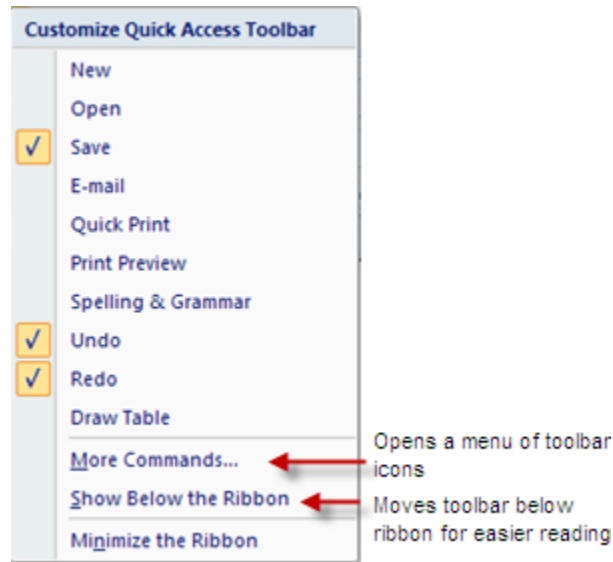 Customize Quick Access Toolbar
New
Open
Save
E-mail
Quick Print
Print Preview
Spelling & Grammar
Undo
Redo
Draw Table
More Commands...
Show Below the Ribbon
Minimize the Ribbon
Opens a menu of toolbar
icons
Moves toolbar below
ribbon for easier reading